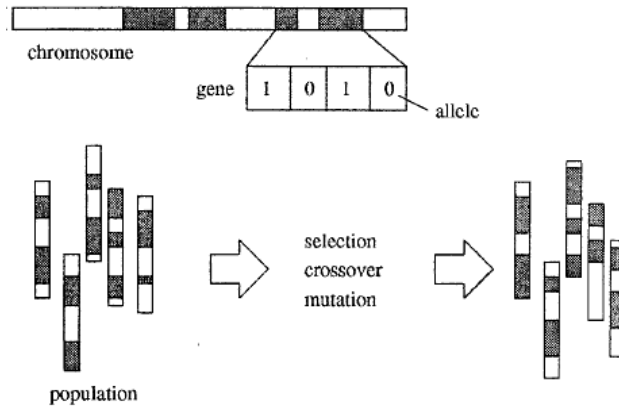 chromosome
gene 1 0 1 0
allele
selection
crossover
mutation
population